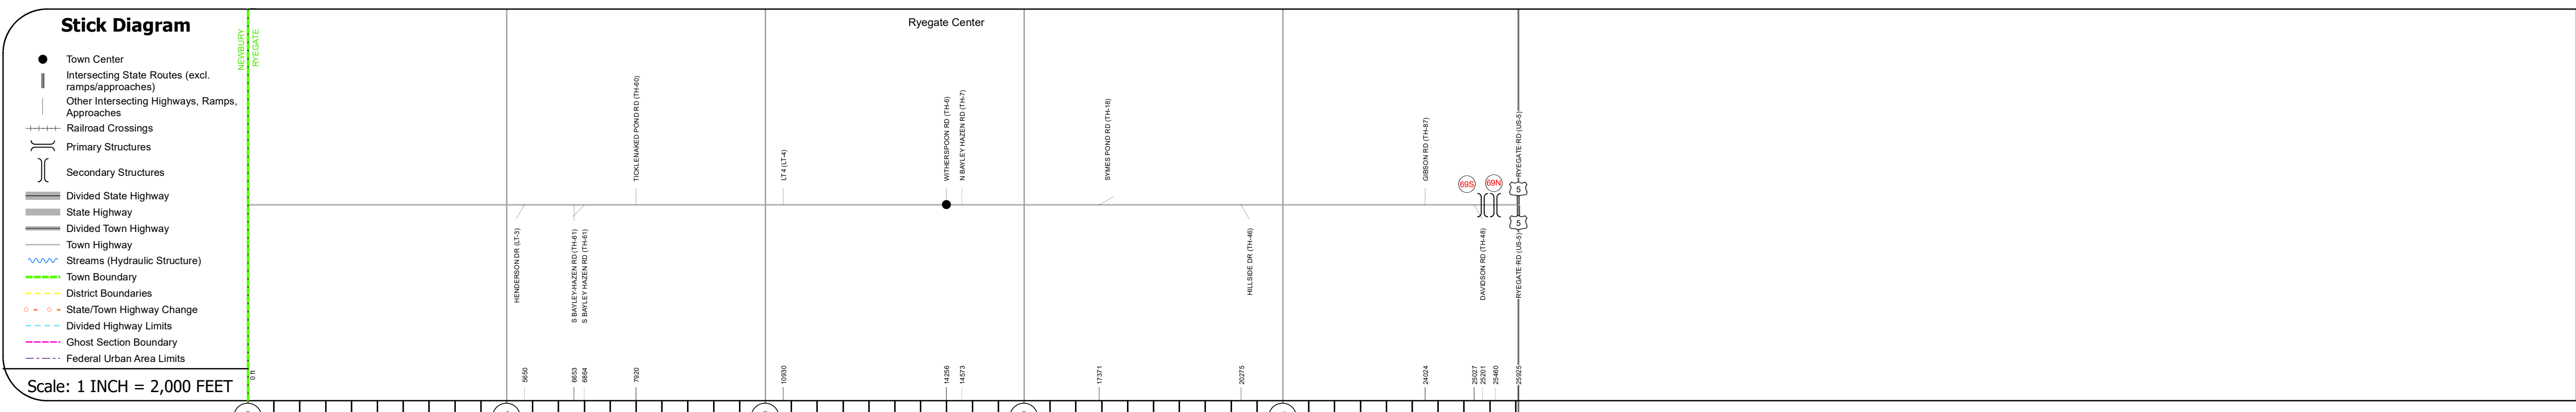 Stick Diagram
Town Center
Intersecting State Routes (excl.
ramps/approaches)
Other Intersecting Highways, Ramps,
Approaches
Railroad Crossings
Primary Structures
Secondary Structures
Divided State Highway
State Highway
Divided Town Highway
Town Highway
Streams (Hydraulic Structure)
Town Boundary
District Boundaries
State/Town Highway Change
Divided Highway Limits
Ghost Section Boundary
Federal Urban Area Limits
Scale: 1 INCH = 2,000 FEET
NEWBURY
RYEGATE
Ryegate Center
HENDERSON DR (LT-3)
S BAYLEY-HAZEN RD (TH-61)
S BAYLEY HAZEN RD (TH-61)
TICKLENAKED POND RD (TH-60)
LT 4 (LT-4)
WITHERSPOON RD (TH-6)
N BAYLEY HAZEN RD (TH-7)
SYMES POND RD (TH-18)
HILLSIDE DR (TH-46)
GIBSON RD (TH-87)
69S
69N
DAVIDSON RD (TH-48)
RYEGATE RD (US-5)
5
5
RYEGATE RD (US-5)
0 ft
5650
6653
6864
7920
10930
14256
14573
17371
20275
24024
25027
25201
25460
25925